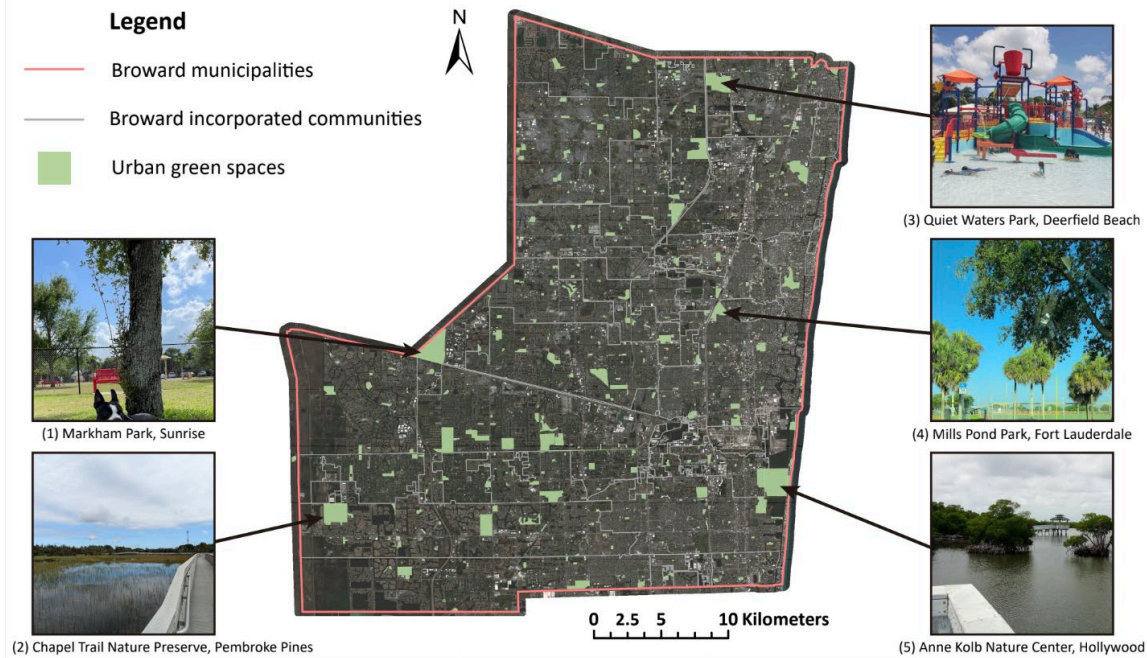 Legend
Broward municipalities
Broward incorporated communities
Urban green spaces
N
(3) Quiet Waters Park, Deerfield Beach
(1) Markham Park, Sunrise
(4) Mills Pond Park, Fort Lauderdale
(2) Chapel Trail Nature Preserve, Pembroke Pines
(5) Anne Kolb Nature Center, Hollywood
0 2.5 5 10 Kilometers